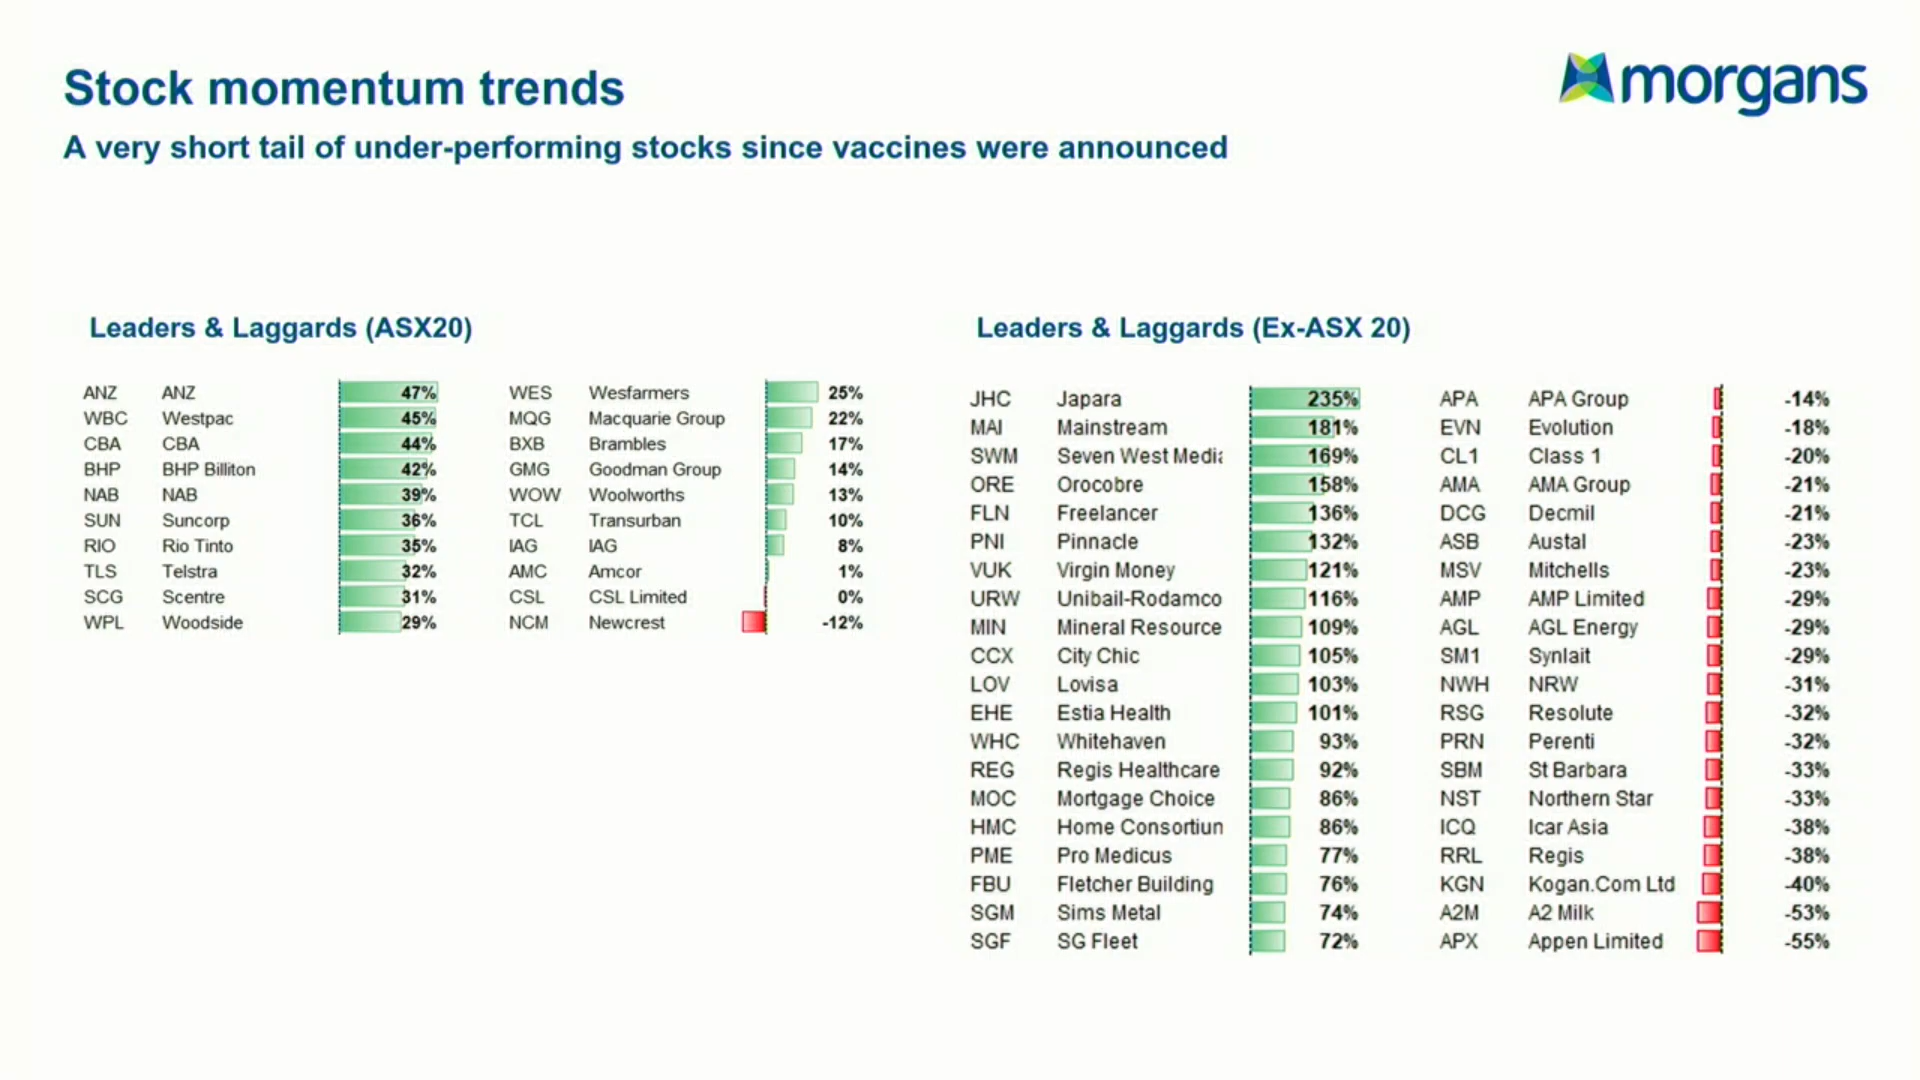 Stock momentum trends
morgans
A very short tail of under-performing stocks since vaccines were announced
Leaders & Laggards (ASX20)
ANZ ANZ 47% WES Wesfarmers 25%
WBC Westpac 45% MQG Macquarie Group 22%
CBA CBA 44% BXB Brambles 17%
BHP BHP Billiton 42% GMG Goodman Group 14%
NAB NAB 39% WOW Woolworths 13%
SUN Suncorp 36% TCL Transurban 10%
RIO Rio Tinto 35% IAG IAG 8%
TLS Telstra 32% AMC Amcor 1%
SCG Scentre 31% CSL CSL Limited 0%
WPL Woodside 29% NCM Newcrest -12%
Leaders & Laggards (Ex-ASX 20)
JHC Japara 235% APA APA Group -14%
MAI Mainstream 181% EVN Evolution -18%
SWM Seven West Media 169% CL1 Class 1 -20%
ORE Orocobre 158% AMA AMA Group -21%
FLN Freelancer 136% DCG Decmil -21%
PNI Pinnacle 132% ASB Austal -23%
VUK Virgin Money 121% MSV Mitchells -23%
URW Unibail-Rodamco 116% AMP AMP Limited -29%
MIN Mineral Resource 109% AGL AGL Energy -29%
CCX City Chic 105% SM1 Synlait -29%
LOV Lovisa 103% NWH NRW -31%
EHE Estia Health 101% RSG Resolute -32%
WHC Whitehaven 93% PRN Perenti -32%
REG Regis Healthcare 92% SBM St Barbara -33%
MOC Mortgage Choice 86% NST Northern Star -33%
HMC Home Consortiun 86% ICQ Icar Asia -38%
PME Pro Medicus 77% RRL Regis -38%
FBU Fletcher Building 76% KGN Kogan.Com Ltd -40%
SGM Sims Metal 74% A2M A2 Milk -53%
SGF SG Fleet 72% APX Appen Limited -55%